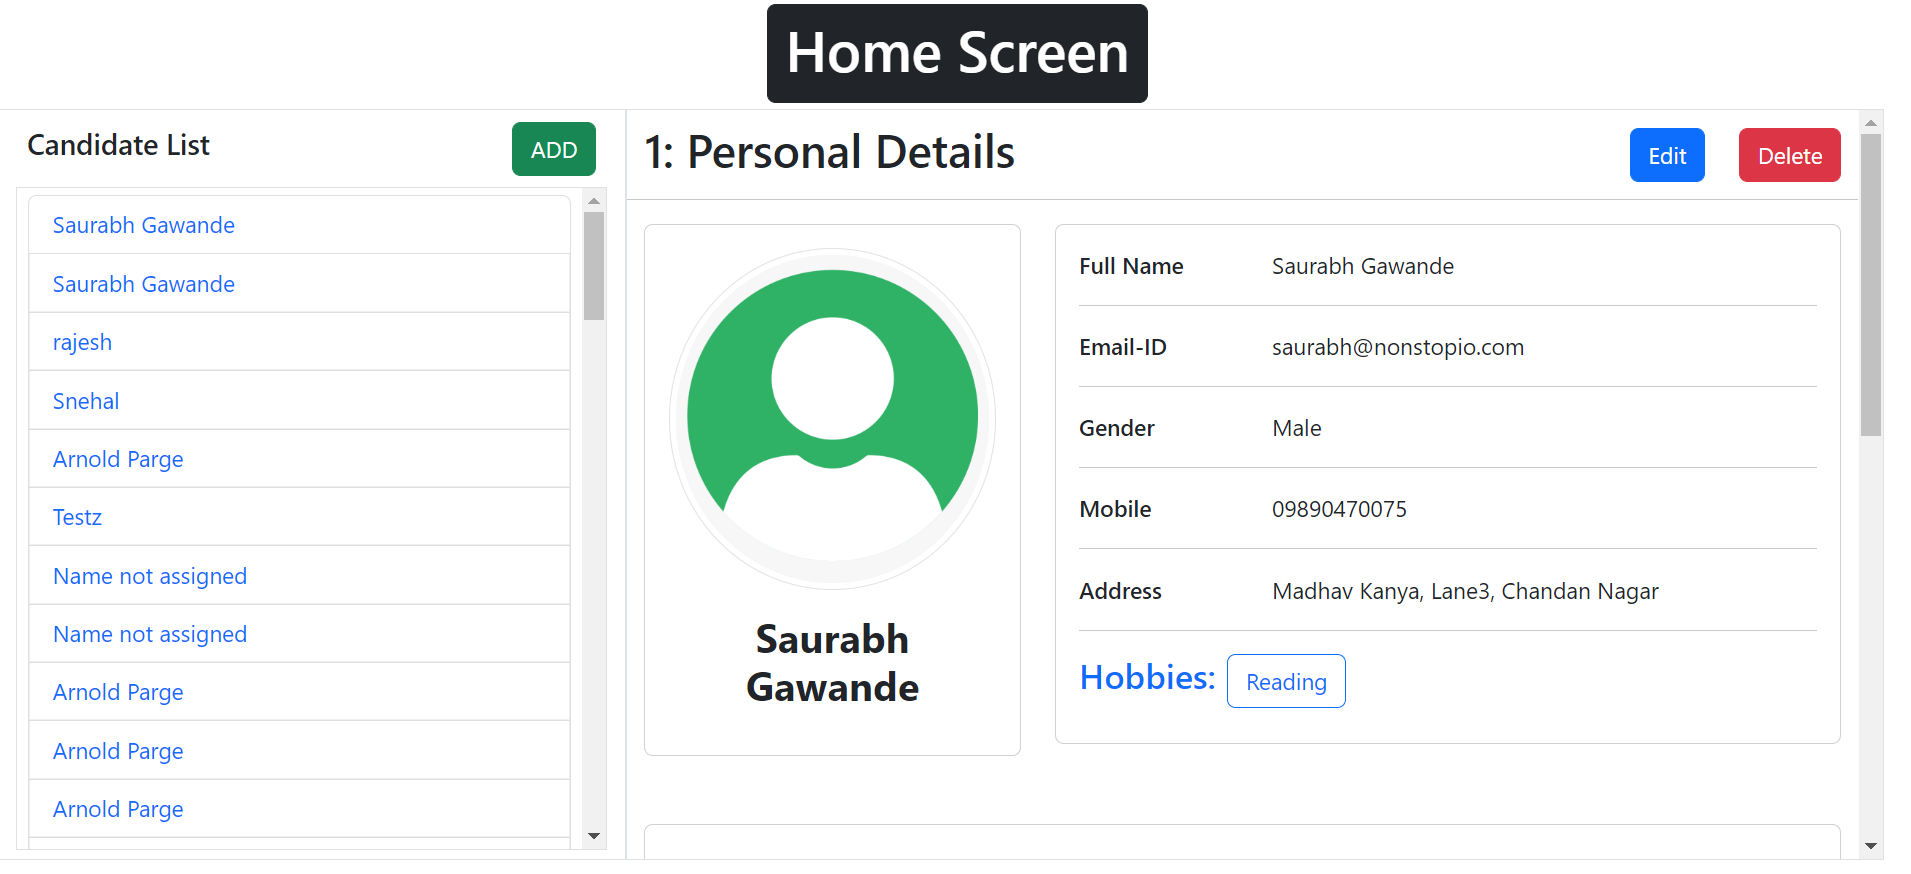 Home Screen
Candidate List
ADD
Saurabh Gawande
Saurabh Gawande
rajesh
Snehal
Arnold Parge
Testz
Name not assigned
Name not assigned
Arnold Parge
Arnold Parge
Arnold Parge
1: Personal Details
Edit
Delete
Saurabh
Gawande
Full Name Saurabh Gawande
Email-ID saurabh@nonstopio.com
Gender Male
Mobile 09890470075
Address Madhav Kanya, Lane3, Chandan Nagar
Hobbies: Reading